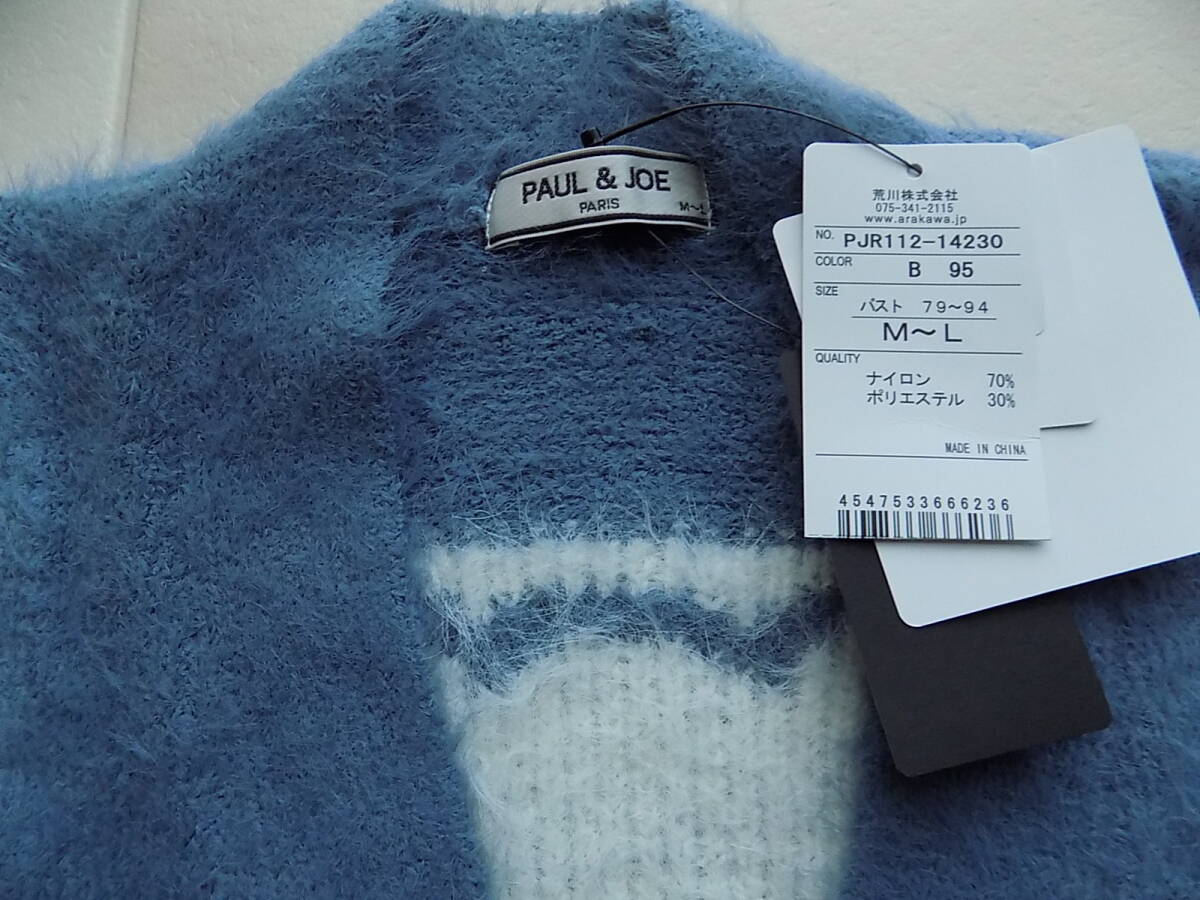 PAUL & JOE
PARIS
荒川株式会社
075-341-2115
www.arakawa.jp
NO. PJR112-14230
COLOR B 95
SIZE
バスト 79~94
M~L
QUALITY
ナイロン 70%
ポリエステル 30%
MADE IN CHINA
4547533666236